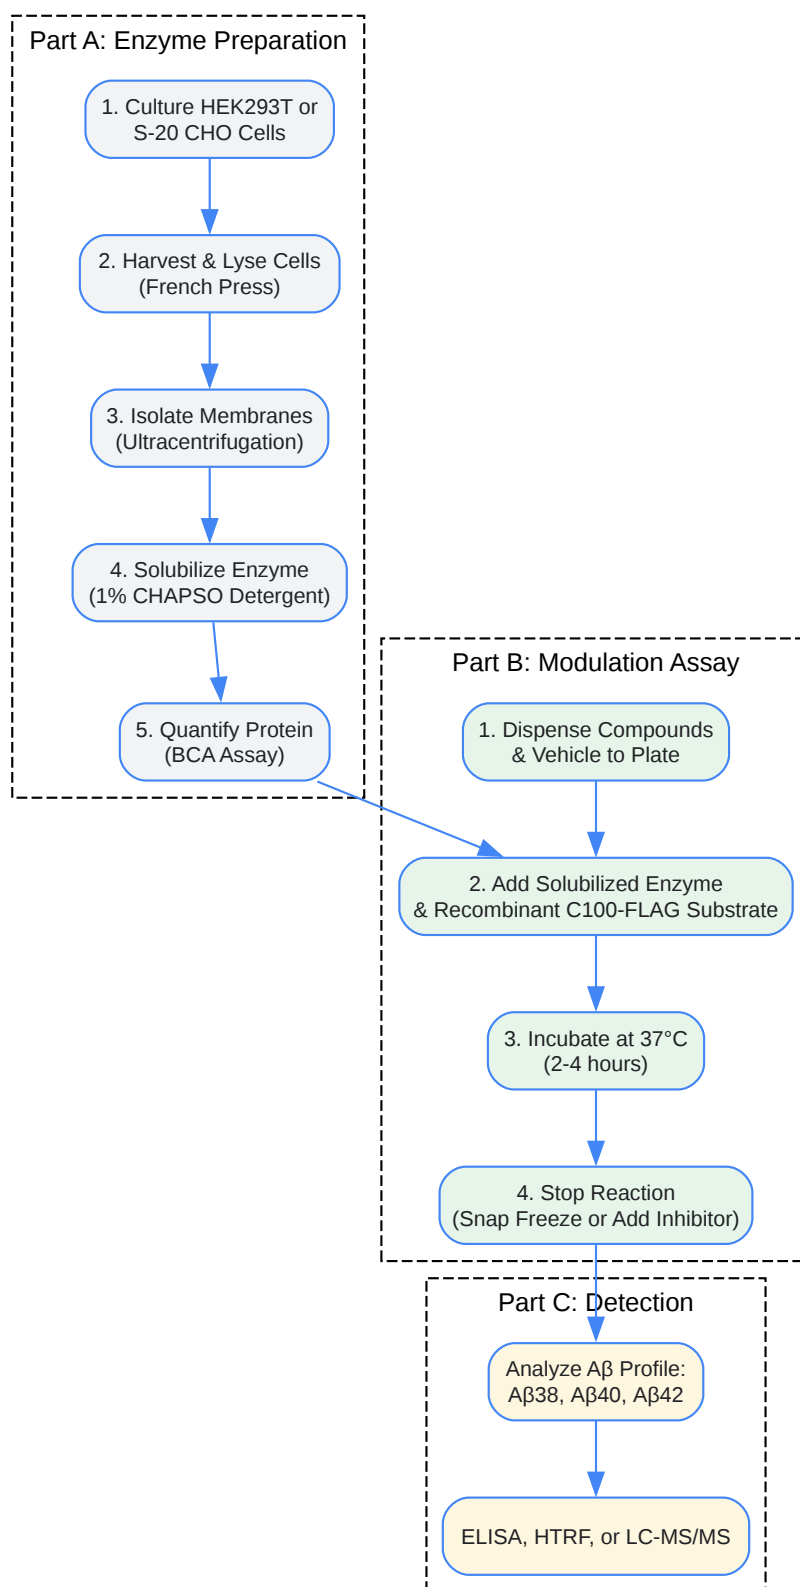 Part A: Enzyme Preparation
1. Culture HEK293T or
S-20 CHO Cells
2. Harvest & Lyse Cells
(French Press)
3. Isolate Membranes
(Ultracentrifugation)
4. Solubilize Enzyme
(1% CHAPSO Detergent)
5. Quantify Protein
(BCA Assay)
Part B: Modulation Assay
1. Dispense Compounds
& Vehicle to Plate
2. Add Solubilized Enzyme
& Recombinant C100-FLAG Substrate
3. Incubate at 37°C
(2-4 hours)
4. Stop Reaction
(Snap Freeze or Add Inhibitor)
Part C: Detection
Analyze Aβ Profile:
Aβ38, Aβ40, Aβ42
ELISA, HTRF, or LC-MS/MS